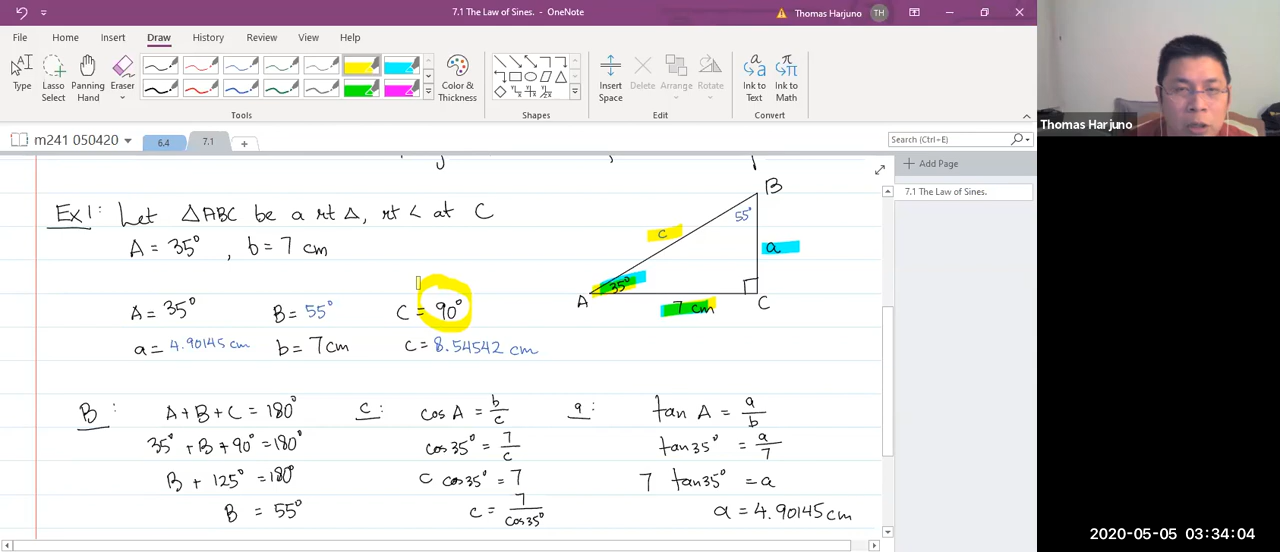 7.1 The Law of Sines. - OneNote
Thomas Harjuno TH
File Home Insert Draw History Review View Help
Type Lasso Select Panning Hand Eraser Color & Thickness Insert Space Delete Arrange Rotate Ink to Text Ink to Math
Tools Shapes Edit Convert
m241 050420 6.4 7.1 Search (Ctrl+E)
Add Page
7.1 The Law of Sines.
Thomas Harjuno
Ex1: Let △ABC be a rt △, rt < at C
A = 35°, b = 7 cm
B
55°
c
a
35°
A 7 cm C
A = 35° B = 55° C = 90°
a = 4.90145 cm b = 7cm c = 8.54542 cm
B: A + B + C = 180° c: cos A = b/c a: tan A = a/b
35° + B + 90° = 180° cos 35° = 7/c tan 35° = a/7
B + 125° = 180° c cos 35° = 7 7 tan 35° = a
B = 55° c = 7/cos 35° a = 4.90145 cm
2020-05-05 03:34:04